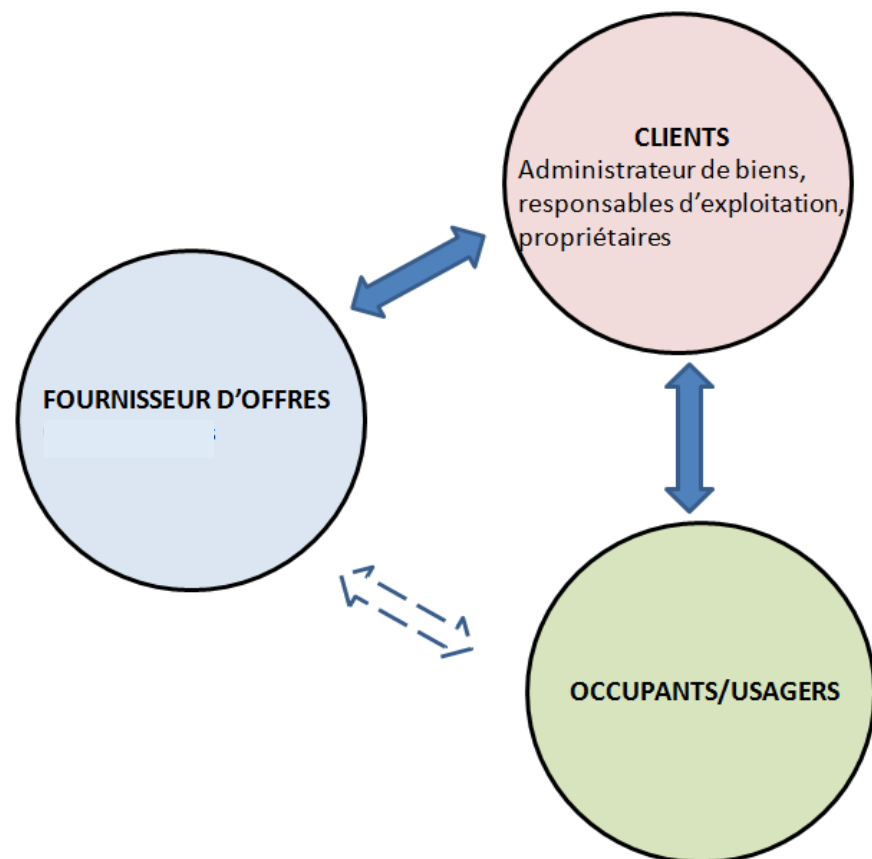 CLIENTS
Administrateur de biens,
responsables d’exploitation,
propriétaires
FOURNISSEUR D’OFFRES
OCCUPANTS/USAGERS